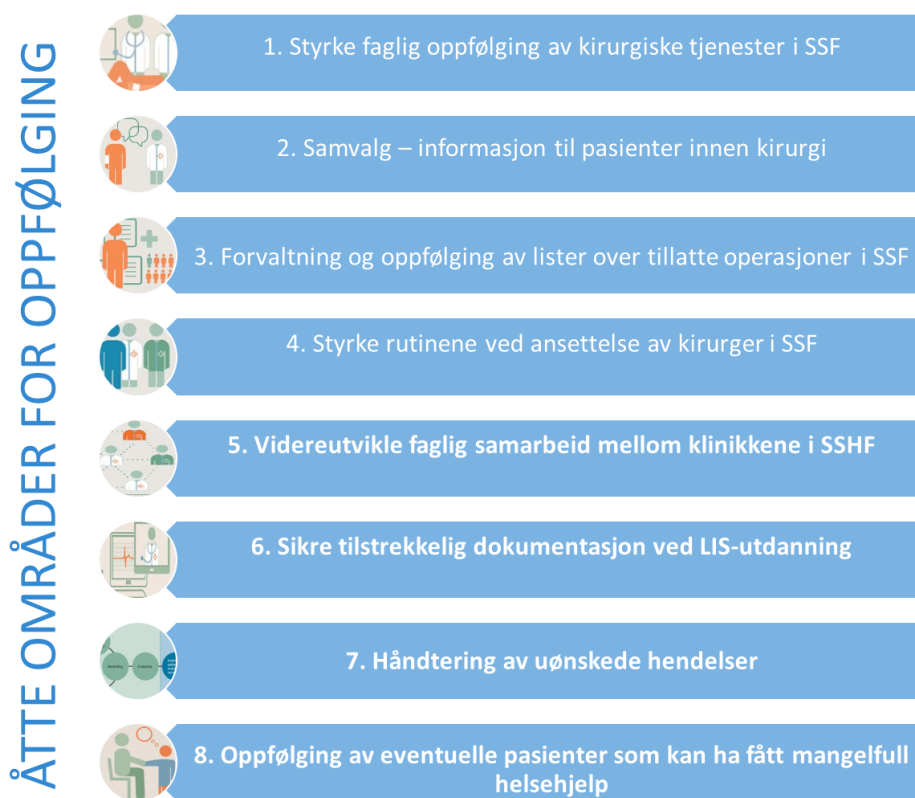 ÅTTE OMRÅDER FOR OPPFØLGING
1. Styrke faglig oppfølging av kirurgiske tjenester i SSF
2. Samvalg – informasjon til pasienter innen kirurgi
3. Forvaltning og oppfølging av lister over tillatte operasjoner i SSF
4. Styrke rutinene ved ansettelse av kirurger i SSF
5. Videreutvikle faglig samarbeid mellom klinikkene i SSHF
6. Sikre tilstrekkelig dokumentasjon ved LIS-utdanning
7. Håndtering av uønskede hendelser
8. Oppfølging av eventuelle pasienter som kan ha fått mangelfull
helsehjelp